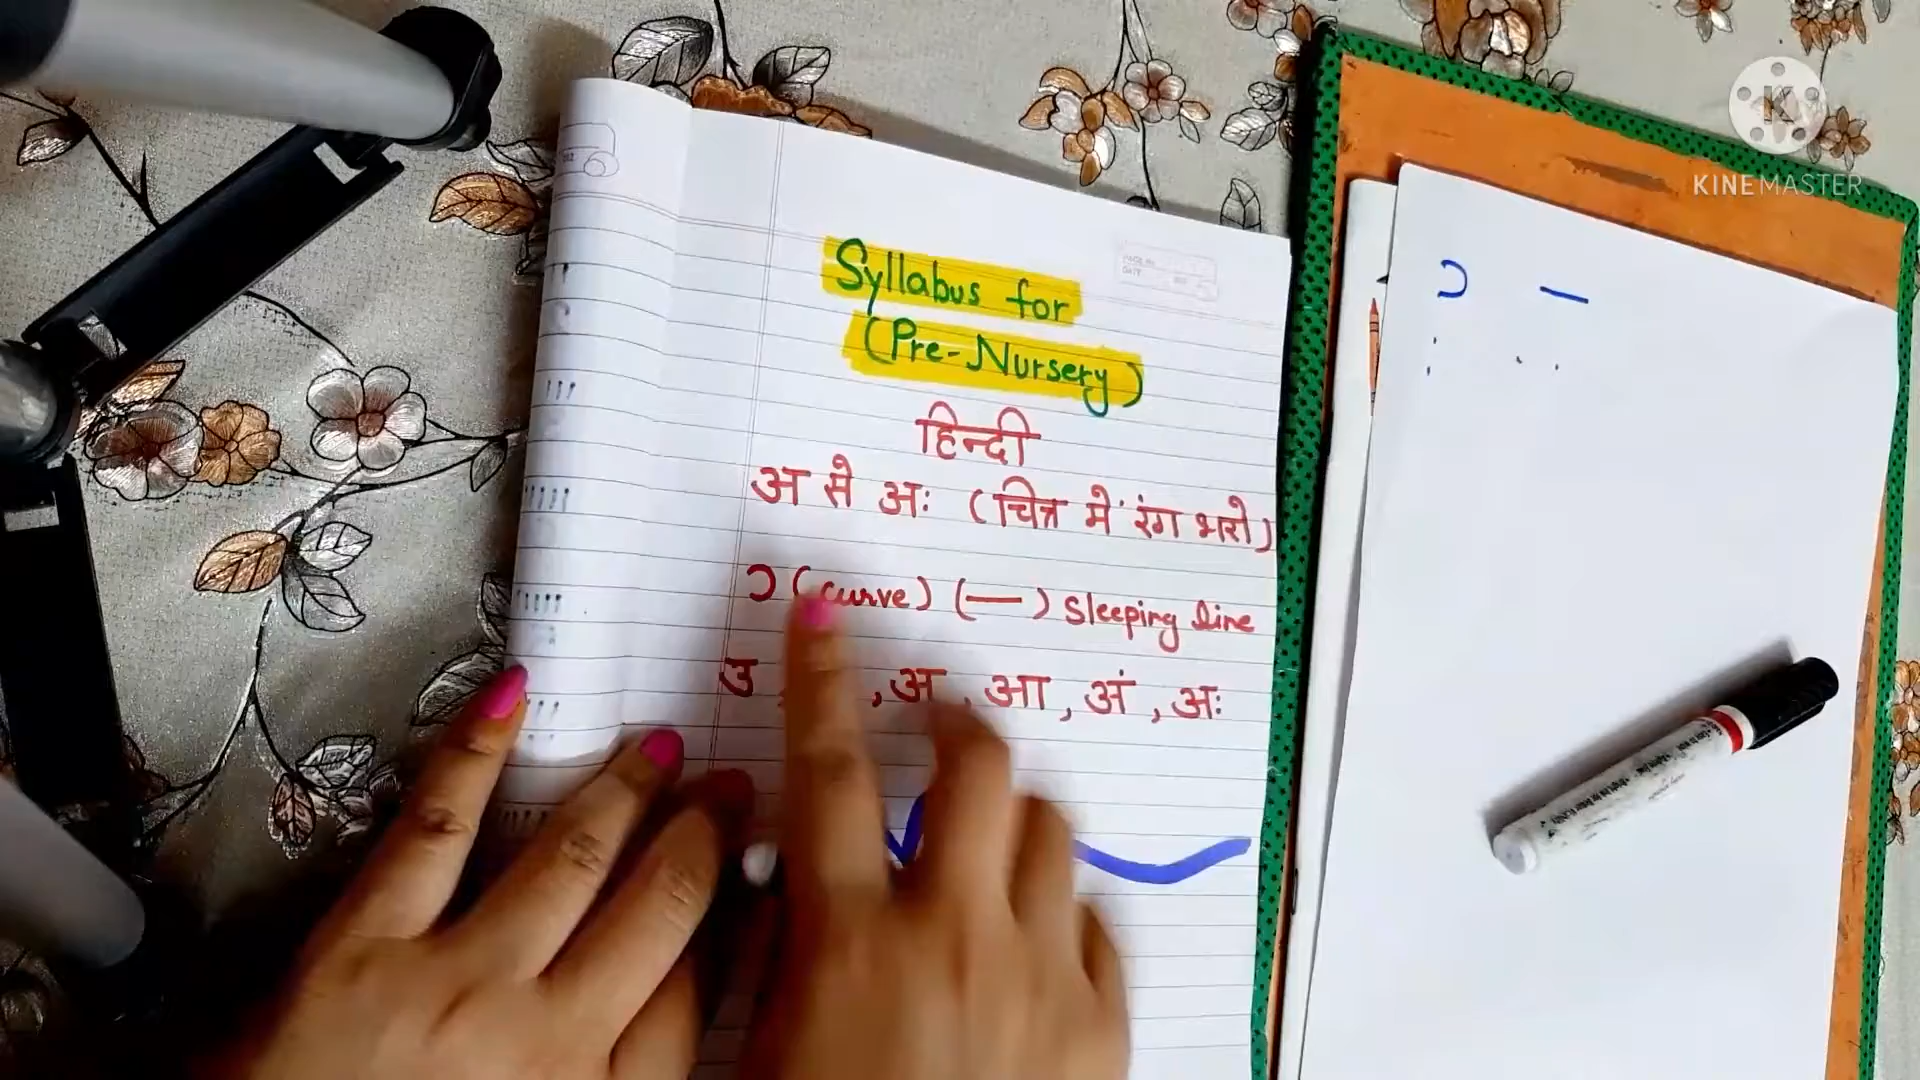 Syllabus for
(Pre-Nursery)
हिन्दी
अ से अः (चित्र में रंग भरो)
(curve) (—) Sleeping line
उ , , अ , आ , अं , अः
KINEMASTER